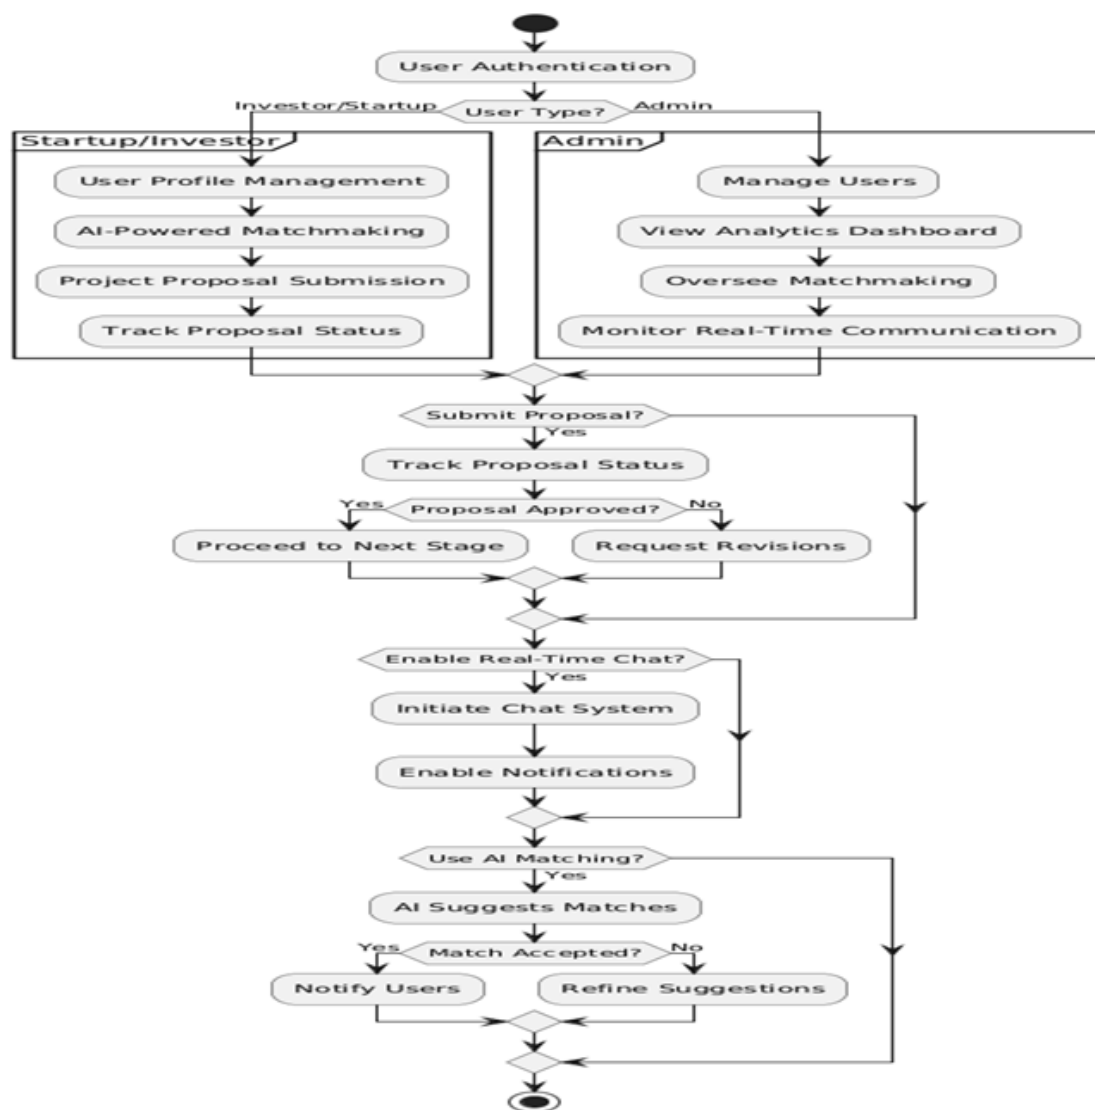 User Authentication
Investor/Startup
User Type?
Admin
Startup/Investor
Admin
User Profile Management
Manage Users
AI-Powered Matchmaking
View Analytics Dashboard
Project Proposal Submission
Oversee Matchmaking
Track Proposal Status
Monitor Real-Time Communication
Submit Proposal?
Yes
Track Proposal Status
Yes
Proposal Approved?
No
Proceed to Next Stage
Request Revisions
Enable Real-Time Chat?
Yes
Initiate Chat System
Enable Notifications
Use AI Matching?
Yes
AI Suggests Matches
Yes
Match Accepted?
No
Notify Users
Refine Suggestions